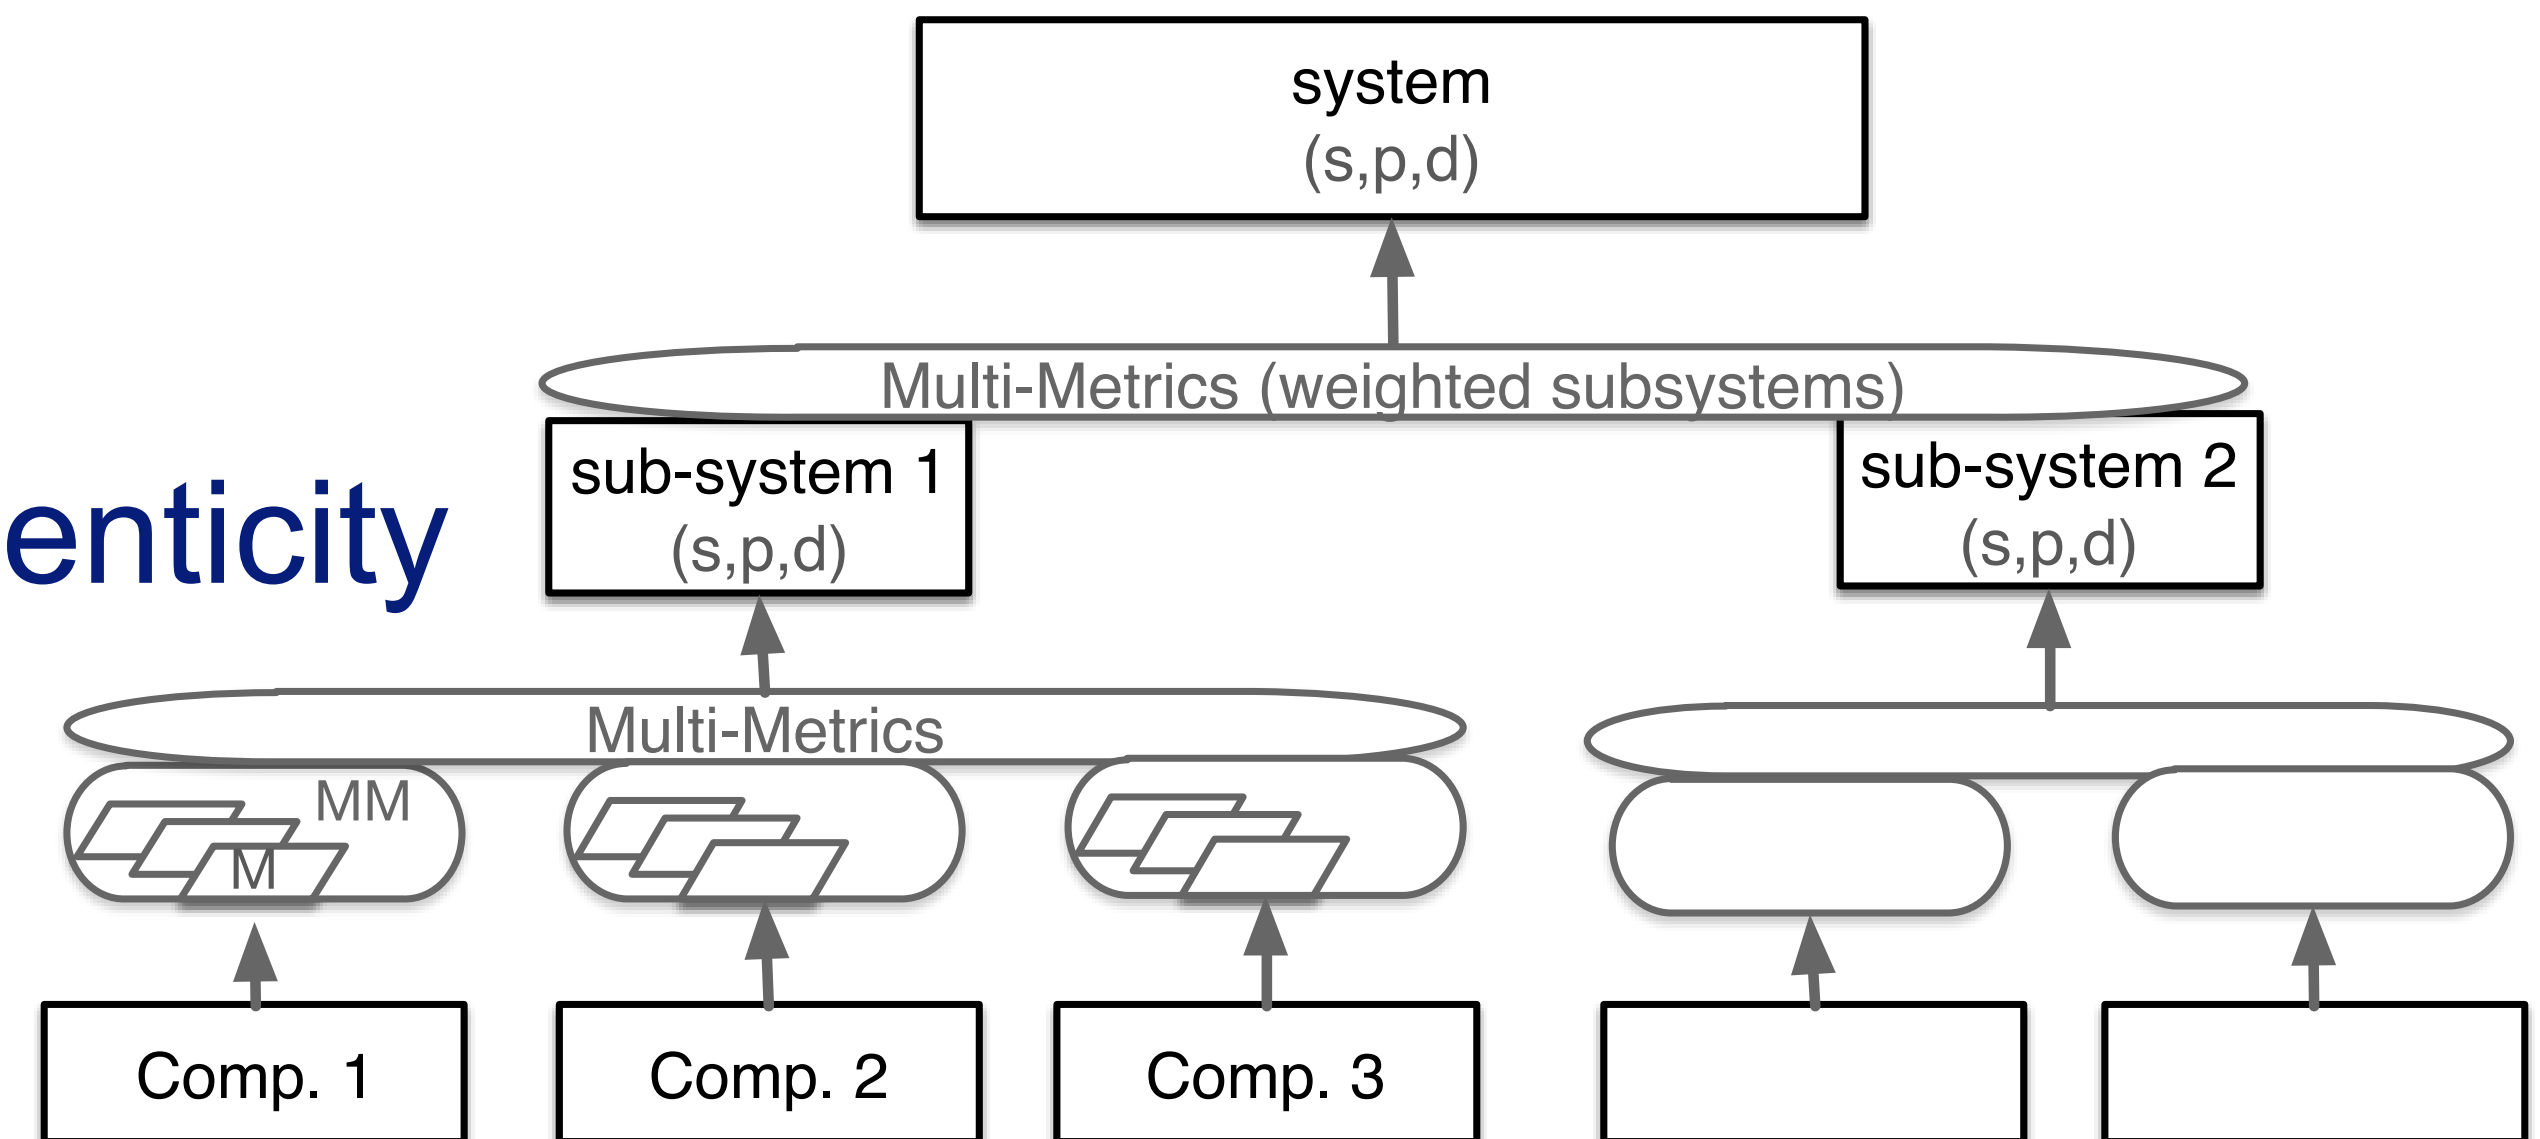 system
(s,p,d)
Multi-Metrics (weighted subsystems)
sub-system 1
(s,p,d)
sub-system 2
(s,p,d)
enticity
Multi-Metrics
MM
M
Comp. 1
Comp. 2
Comp. 3